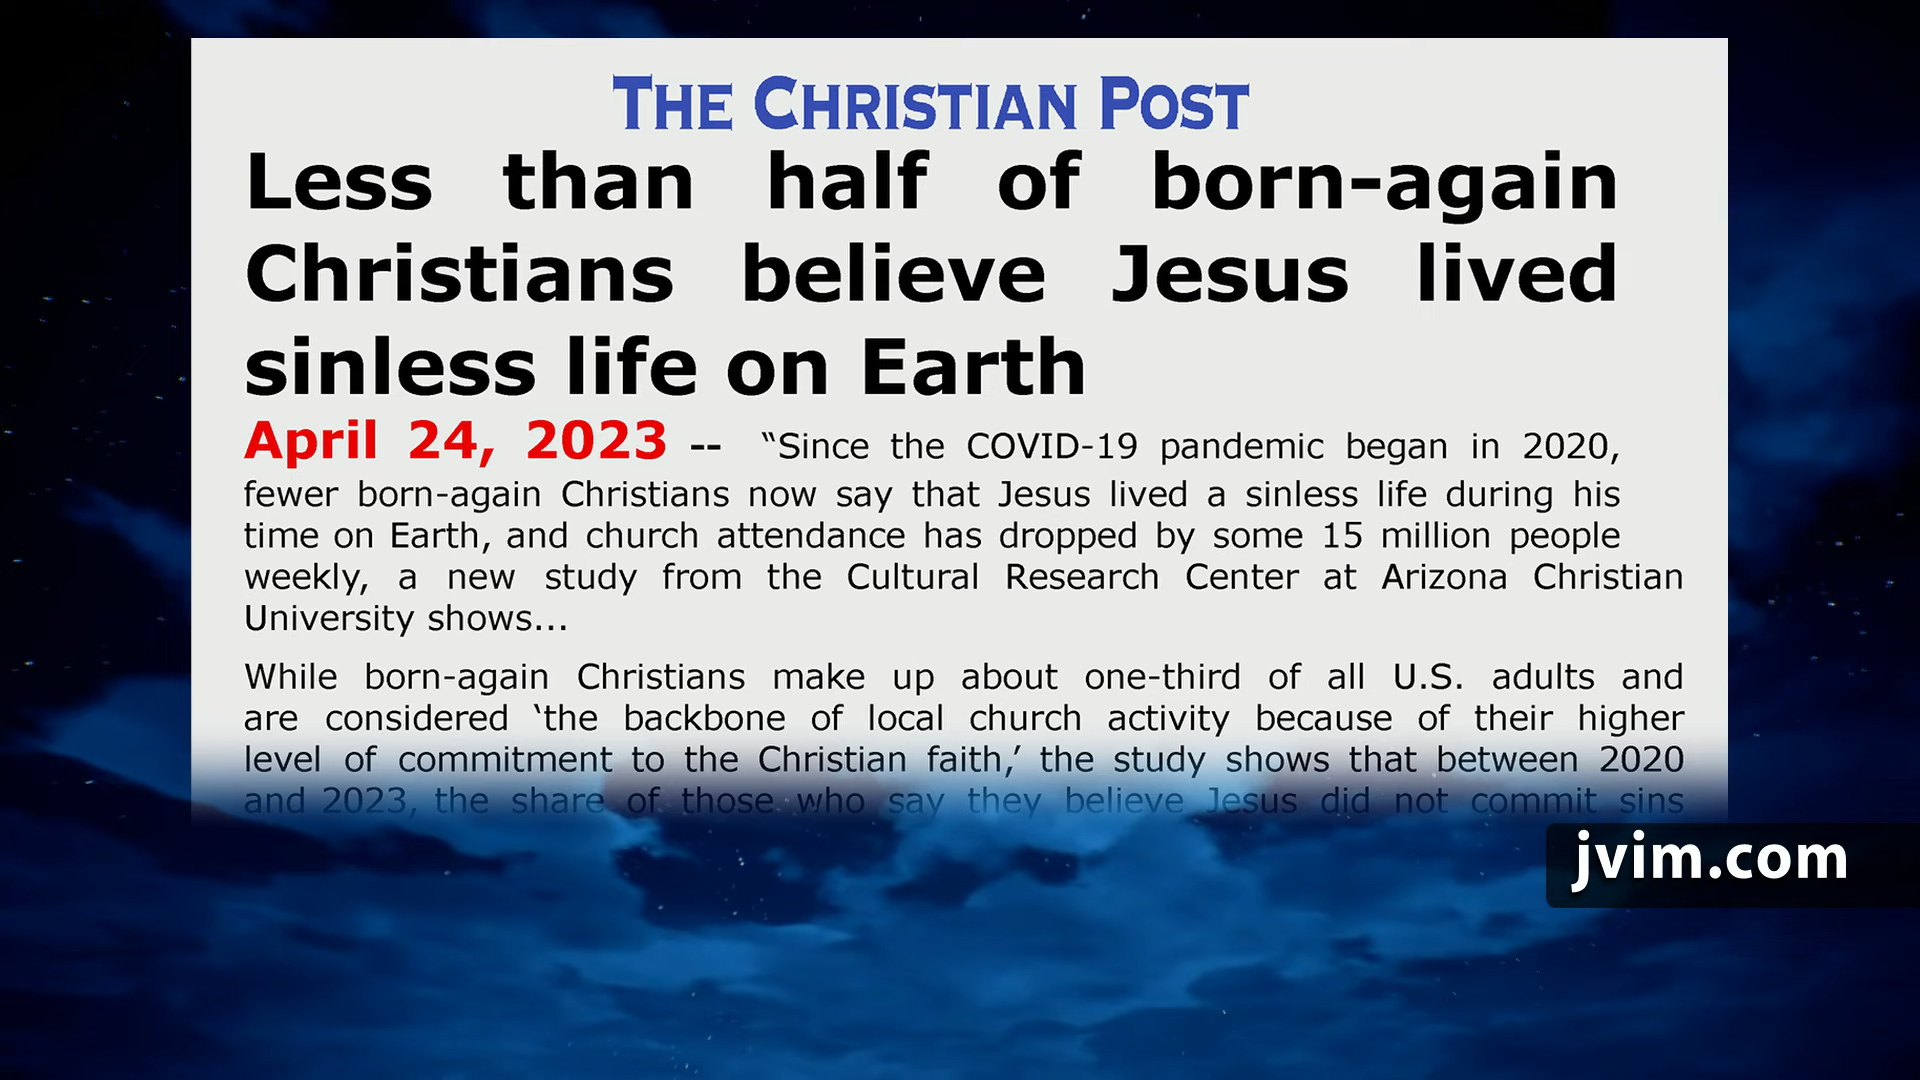 THE CHRISTIAN POST
Less than half of born-again
Christians believe Jesus lived
sinless life on Earth
April 24, 2023 -- “Since the COVID-19 pandemic began in 2020,
fewer born-again Christians now say that Jesus lived a sinless life during his
time on Earth, and church attendance has dropped by some 15 million people
weekly, a new study from the Cultural Research Center at Arizona Christian
University shows...
While born-again Christians make up about one-third of all U.S. adults and
are considered ‘the backbone of local church activity because of their higher
level of commitment to the Christian faith,’ the study shows that between 2020
and 2023, the share of those who say they believe Jesus did not commit sins
jvim.com